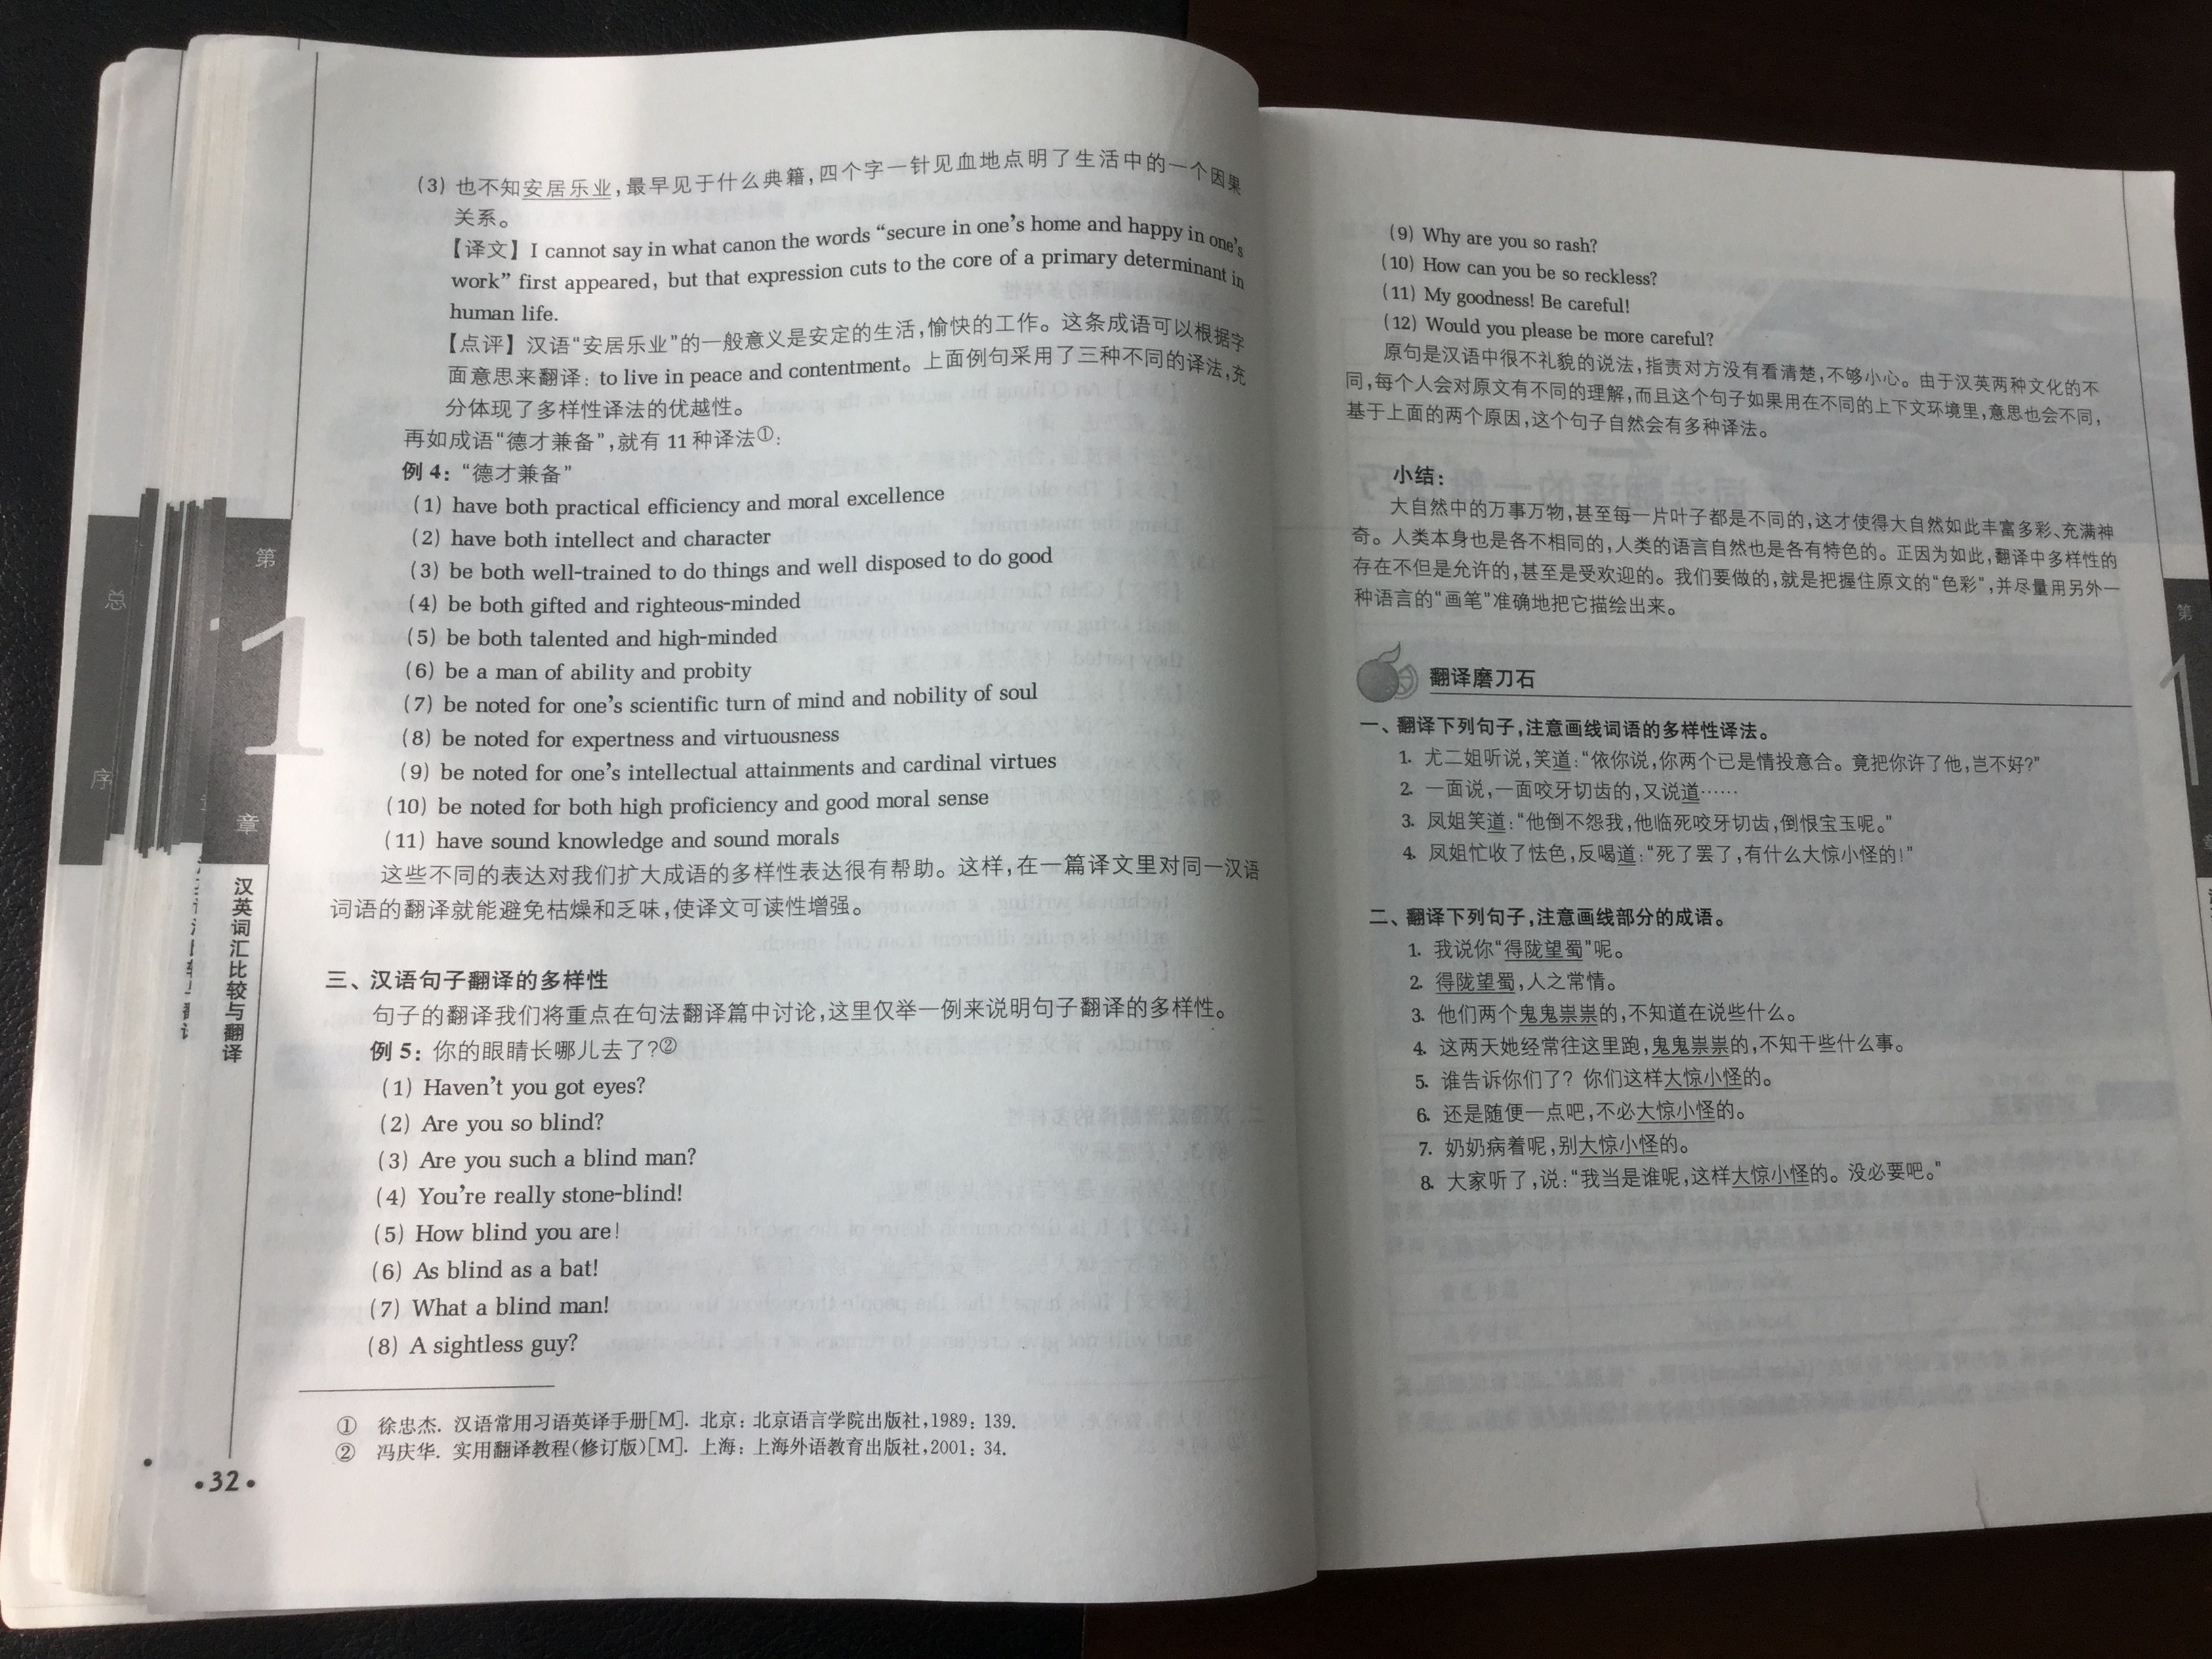 (3) 也不知安居乐业,最早见于什么典籍,四个字一针见血地点明了生活中的一个因果
关系。
【译文】I cannot say in what canon the words “secure in one's home and happy in one's
work” first appeared, but that expression cuts to the core of a primary determinant in
human life.
【点评】汉语“安居乐业”的一般意义是安定的生活,愉快的工作。这条成语可以根据字
面意思来翻译: to live in peace and contentment。上面例句采用了三种不同的译法,充
分体现了多样性译法的优越性。
再如成语“德才兼备”,就有 11 种译法①:
例 4: “德才兼备”
(1) have both practical efficiency and moral excellence
(2) have both intellect and character
(3) be both well-trained to do things and well disposed to do good
(4) be both gifted and righteous-minded
(5) be both talented and high-minded
(6) be a man of ability and probity
(7) be noted for one's scientific turn of mind and nobility of soul
(8) be noted for expertness and virtuousness
(9) be noted for one's intellectual attainments and cardinal virtues
(10) be noted for both high proficiency and good moral sense
(11) have sound knowledge and sound morals
这些不同的表达对我们扩大成语的多样性表达很有帮助。这样,在一篇译文里对同一汉语
词语的翻译就能避免枯燥和乏味,使译文可读性增强。
三、汉语句子翻译的多样性
句子的翻译我们将重点在句法翻译篇中讨论,这里仅举一例来说明句子翻译的多样性。
例 5: 你的眼睛长哪儿去了?②
(1) Haven't you got eyes?
(2) Are you so blind?
(3) Are you such a blind man?
(4) You're really stone-blind!
(5) How blind you are!
(6) As blind as a bat!
(7) What a blind man!
(8) A sightless guy?
① 徐忠杰. 汉语常用习语英译手册[M]. 北京: 北京语言学院出版社,1989: 139.
② 冯庆华. 实用翻译教程(修订版)[M]. 上海: 上海外语教育出版社,2001: 34.
•32•
第
1
章
汉英词汇比较与翻译
总
序
(9) Why are you so rash?
(10) How can you be so reckless?
(11) My goodness! Be careful!
(12) Would you please be more careful?
原句是汉语中很不礼貌的说法,指责对方没有看清楚,不够小心。由于汉英两种文化的不
同,每个人会对原文有不同的理解,而且这个句子如果用在不同的上下文环境里,意思也会不同,
基于上面的两个原因,这个句子自然会有多种译法。
小结:
大自然中的万事万物,甚至每一片叶子都是不同的,这才使得大自然如此丰富多彩、充满神
奇。人类本身也是各不相同的,人类的语言自然也是各有特色的。正因为如此,翻译中多样性的
存在不但是允许的,甚至是受欢迎的。我们要做的,就是把握住原文的“色彩”,并尽量用另外一
种语言的“画笔”准确地把它描绘出来。
翻译磨刀石
一、翻译下列句子,注意画线词语的多样性译法。
1. 尤二姐听说,笑道:“依你说,你两个已是情投意合。竟把你许了他,岂不好?”
2. 一面说,一面咬牙切齿的,又说道……
3. 凤姐笑道:“他倒不怨我,他临死咬牙切齿,倒恨宝玉呢。”
4. 凤姐忙收了怯色,反喝道:“死了罢了,有什么大惊小怪的!”
二、翻译下列句子,注意画线部分的成语。
1. 我说你“得陇望蜀”呢。
2. 得陇望蜀,人之常情。
3. 他们两个鬼鬼祟祟的,不知道在说些什么。
4. 这两天她经常往这里跑,鬼鬼祟祟的,不知干些什么事。
5. 谁告诉你们了? 你们这样大惊小怪的。
6. 还是随便一点吧,不必大惊小怪的。
7. 奶奶病着呢,别大惊小怪的。
8. 大家听了,说:“我当是谁呢,这样大惊小怪的。没必要吧。”
第